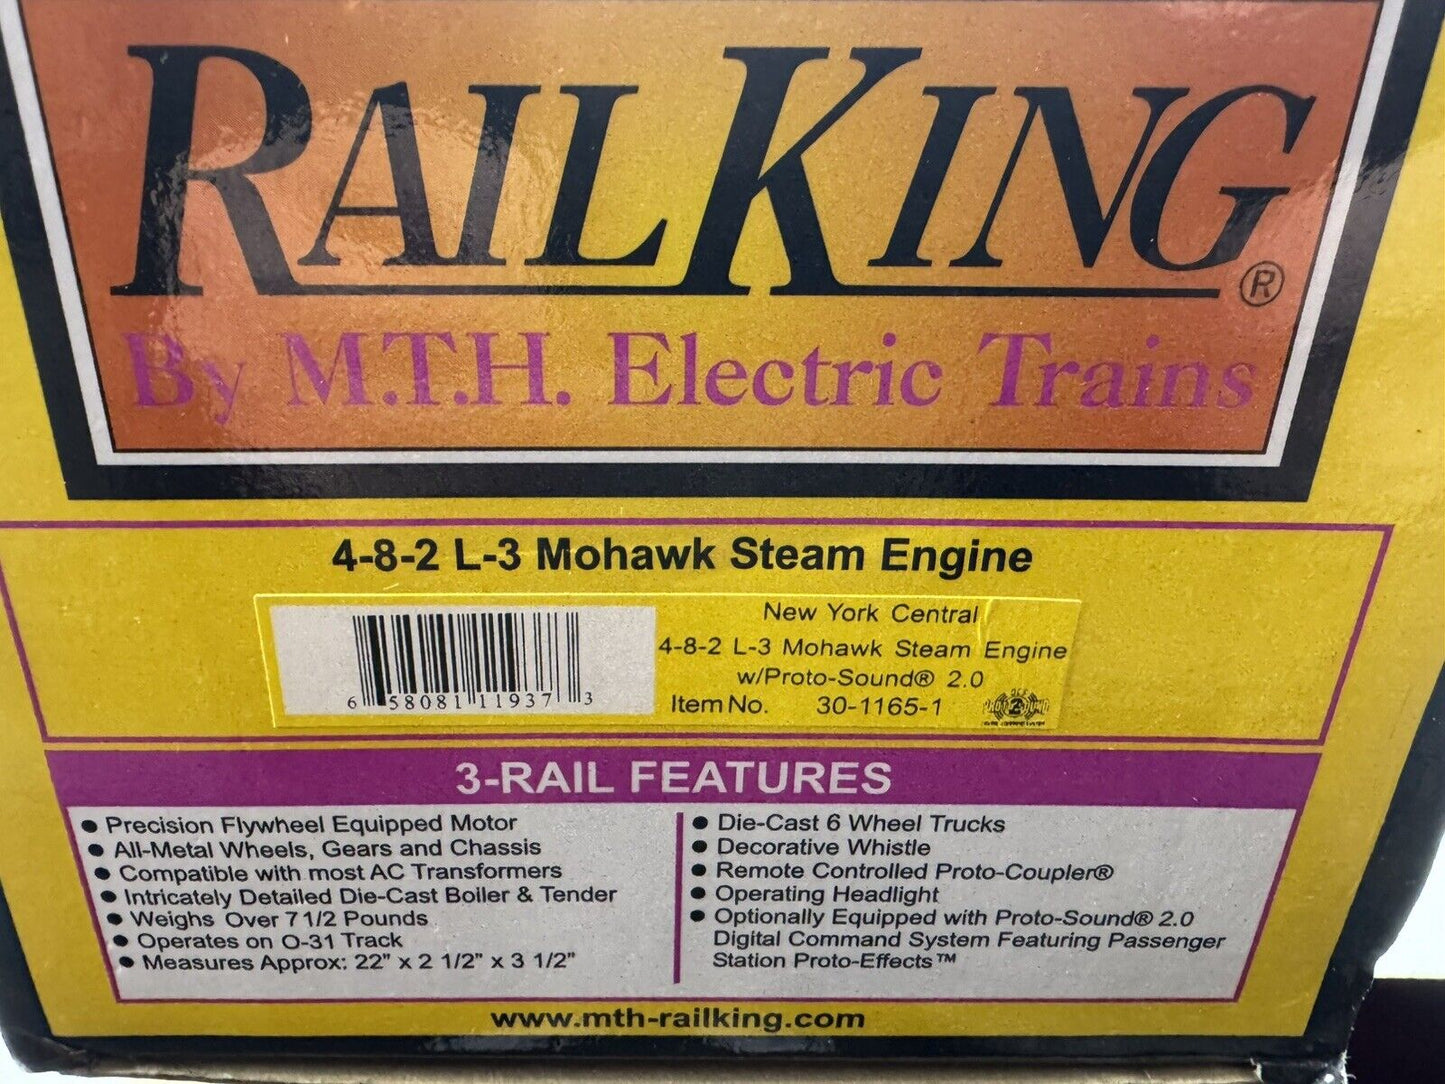 RAILKING®
By M.T.H. Electric Trains
4-8-2 L-3 Mohawk Steam Engine
New York Central
4-8-2 L-3 Mohawk Steam Engine
w/Proto-Sound® 2.0
Item No. 30-1165-1
6 58081 11937 3
3-RAIL FEATURES
● Precision Flywheel Equipped Motor
● All-Metal Wheels, Gears and Chassis
● Compatible with most AC Transformers
● Intricately Detailed Die-Cast Boiler & Tender
● Weighs Over 7 1/2 Pounds
● Operates on O-31 Track
● Measures Approx: 22" x 2 1/2" x 3 1/2"
● Die-Cast 6 Wheel Trucks
● Decorative Whistle
● Remote Controlled Proto-Coupler®
● Operating Headlight
● Optionally Equipped with Proto-Sound® 2.0
Digital Command System Featuring Passenger
Station Proto-Effects™
www.mth-railking.com